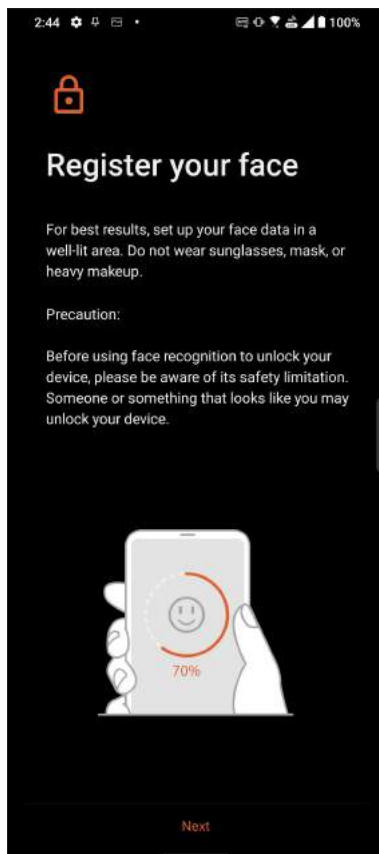 2:44
100%
Register your face
For best results, set up your face data in a
well-lit area. Do not wear sunglasses, mask, or
heavy makeup.
Precaution:
Before using face recognition to unlock your
device, please be aware of its safety limitation.
Someone or something that looks like you may
unlock your device.
70%
Next